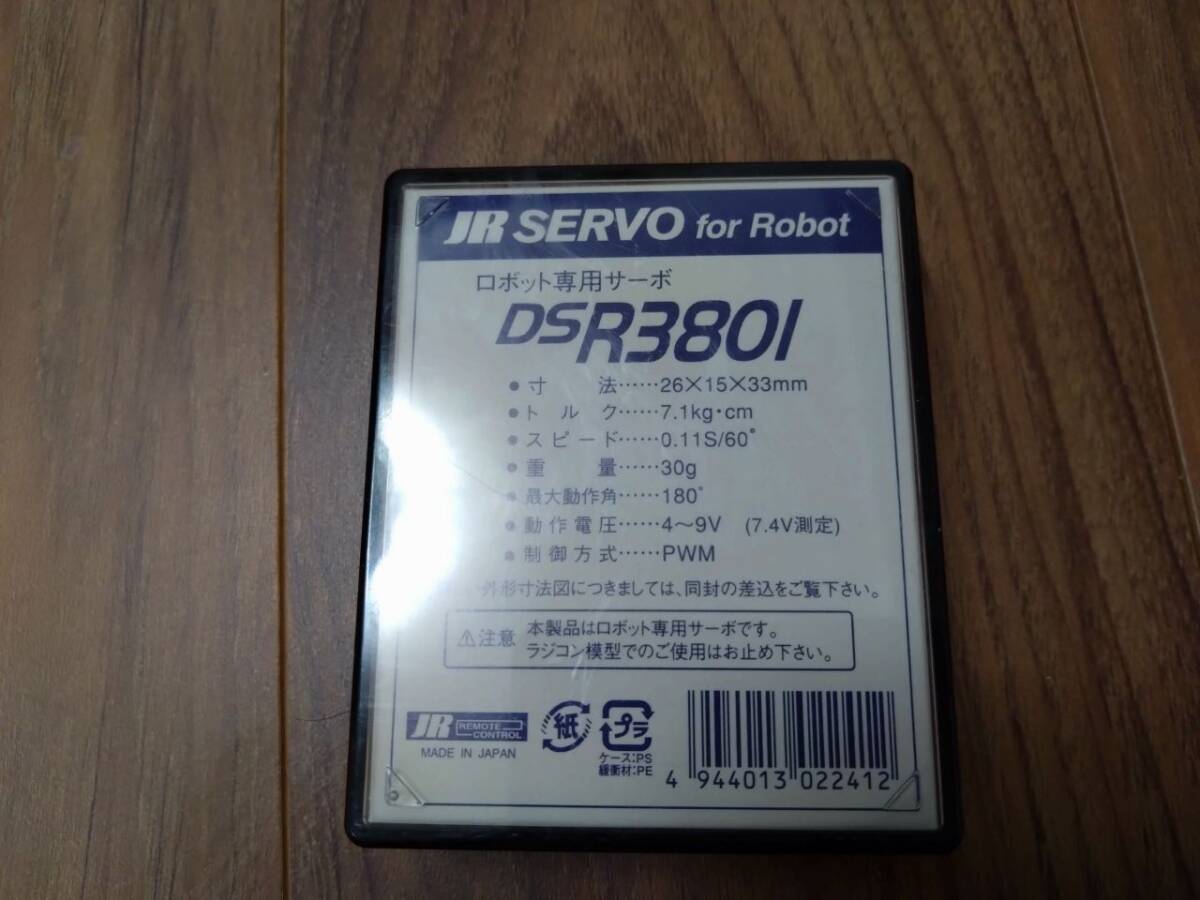 JR SERVO for Robot
ロボット専用サーボ
DSR3801
●寸法……26×15×33mm
●トルク……7.1kg・cm
●スピード……0.11S/60°
●重量……30g
●最大動作角……180°
●動作電圧……4〜9V (7.4V測定)
●制御方式……PWM
外形寸法図につきましては、同封の差込をご覧下さい。
⚠注意 本製品はロボット専用サーボです。
ラジコン模型でのご使用はお止め下さい。
JR REMOTE CONTROL
MADE IN JAPAN
紙
プラ
ケース:PS
緩衝材:PE
4 944013 022412